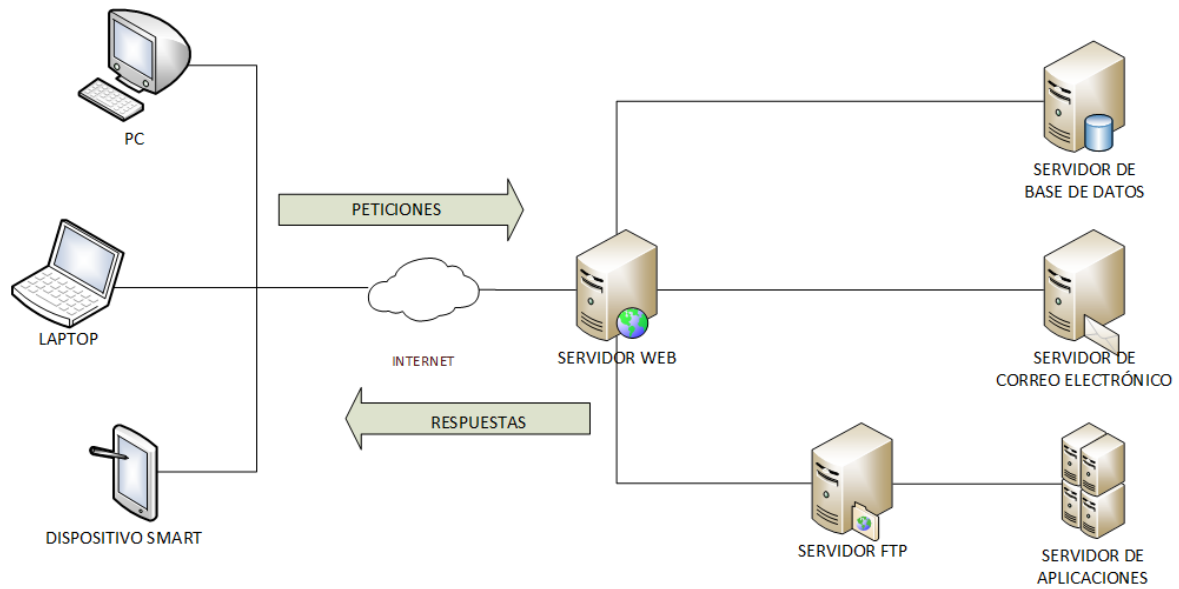 PC
SERVIDOR DE
BASE DE DATOS
PETICIONES
LAPTOP
INTERNET
SERVIDOR WEB
SERVIDOR DE
CORREO ELECTRÓNICO
RESPUESTAS
DISPOSITIVO SMART
SERVIDOR FTP
SERVIDOR DE
APLICACIONES